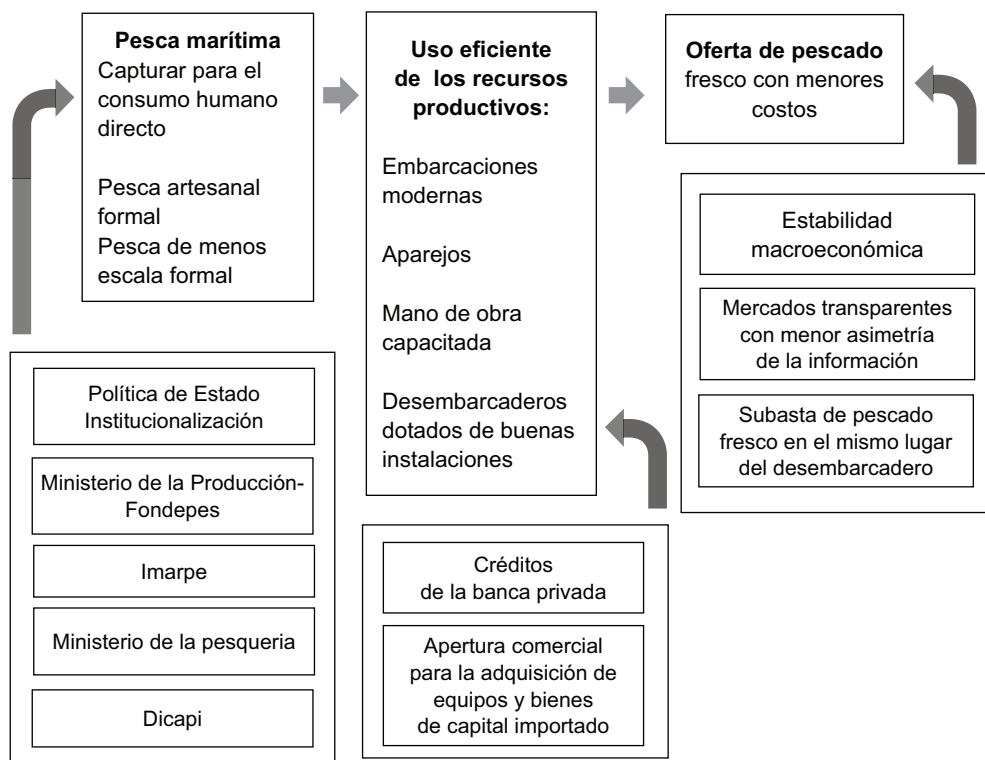 Pesca marítima
Capturar para el
consumo humano
directo
Pesca artesanal
formal
Pesca de menos
escala formal
Uso eficiente
de los recursos
productivos:
Embarcaciones
modernas
Aparejos
Mano de obra
capacitada
Desembarcaderos
dotados de buenas
instalaciones
Oferta de pescado
fresco con menores
costos
Política de Estado
Institucionalización
Ministerio de la Producción-
Fondepes
Imarpe
Ministerio de la pesqueria
Dicapi
Créditos
de la banca privada
Apertura comercial
para la adquisición de
equipos y bienes
de capital importado
Estabilidad
macroeconómica
Mercados transparentes
con menor asimetría
de la información
Subasta de pescado
fresco en el mismo lugar
del desembarcadero